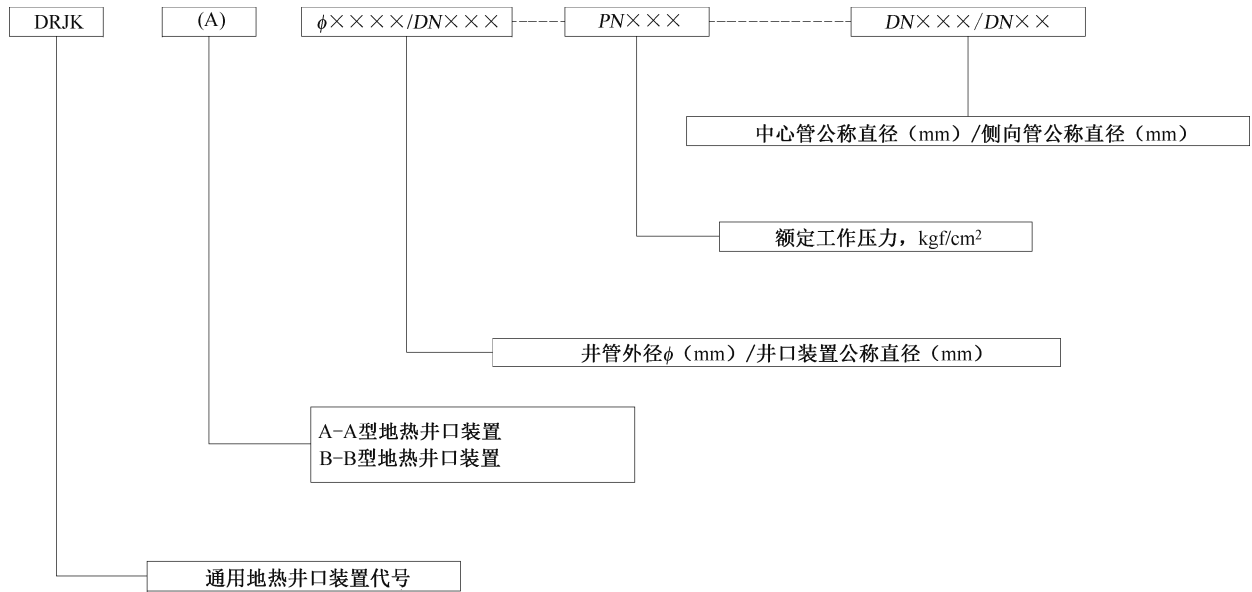 DRJK (A) ϕ××××/DN××× PN××× DN×××/DN××
中心管公称直径（mm）/侧向管公称直径（mm）
额定工作压力，kgf/cm²
井管外径ϕ（mm）/井口装置公称直径（mm）
A-A型地热井口装置
B-B型地热井口装置
通用地热井口装置代号